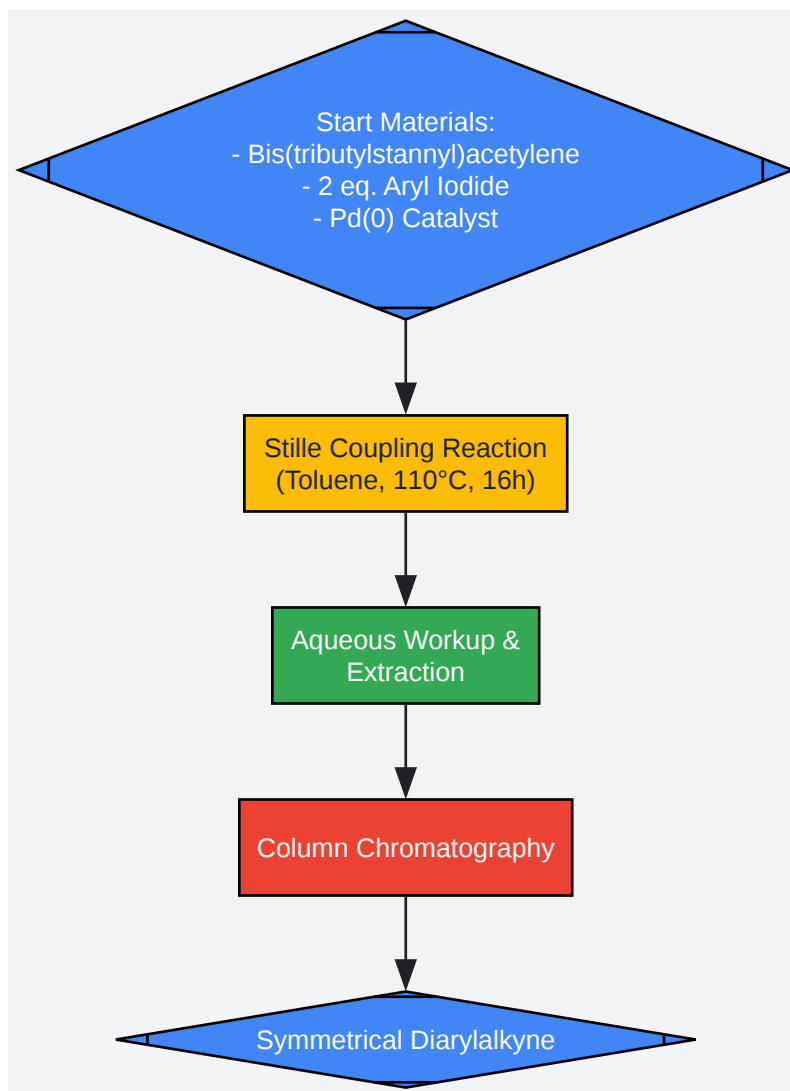 Start Materials:
- Bis(tributylstannyl)acetylene
- 2 eq. Aryl Iodide
- Pd(0) Catalyst
Stille Coupling Reaction
(Toluene, 110°C, 16h)
Aqueous Workup &
Extraction
Column Chromatography
Symmetrical Diarylalkyne